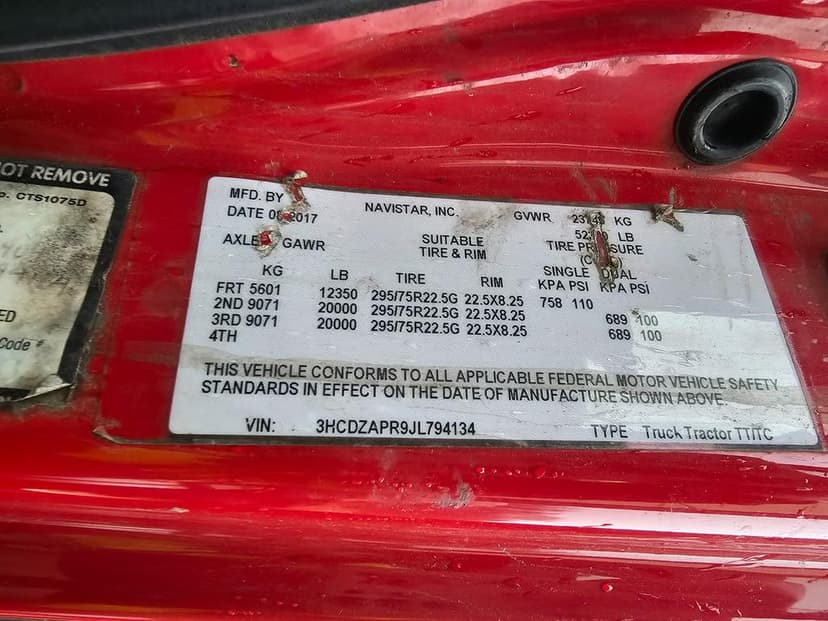 NOT REMOVE
CTS1075D
ED
Code #
MFD. BY NAVISTAR, INC. GVWR KG
DATE 2017 LB
GAWR SUITABLE TIRE PRESSURE
TIRE & RIM
SINGLE DUAL
KG LB TIRE RIM KPA PSI KPA PSI
FRT 5601 12350 295/75R22.5G 22.5X8.25 758 110
2ND 9071 20000 295/75R22.5G 22.5X8.25 689 100
3RD 9071 20000 295/75R22.5G 22.5X8.25 689 100
4TH
THIS VEHICLE CONFORMS TO ALL APPLICABLE FEDERAL MOTOR VEHICLE SAFETY
STANDARDS IN EFFECT ON THE DATE OF MANUFACTURE SHOWN ABOVE.
VIN: 3HCDZAPR9JL794134 TYPE Truck Tractor TT/TC